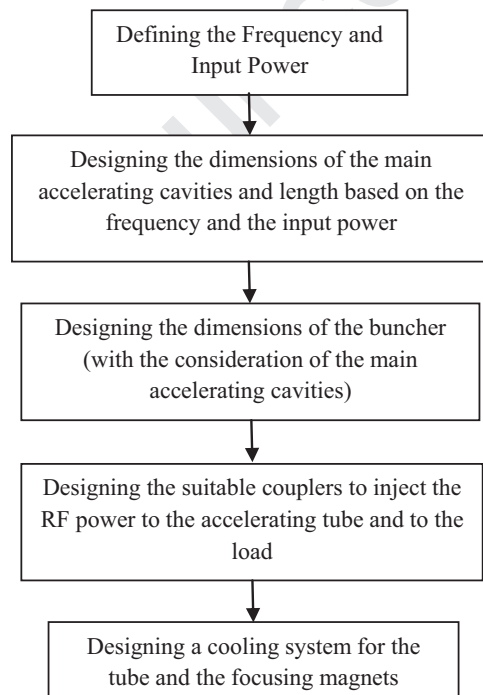 Defining the Frequency and
Input Power
Designing the dimensions of the main
accelerating cavities and length based on the
frequency and the input power
Designing the dimensions of the buncher
(with the consideration of the main
accelerating cavities)
Designing the suitable couplers to inject the
RF power to the accelerating tube and to the
load
Designing a cooling system for the
tube and the focusing magnets